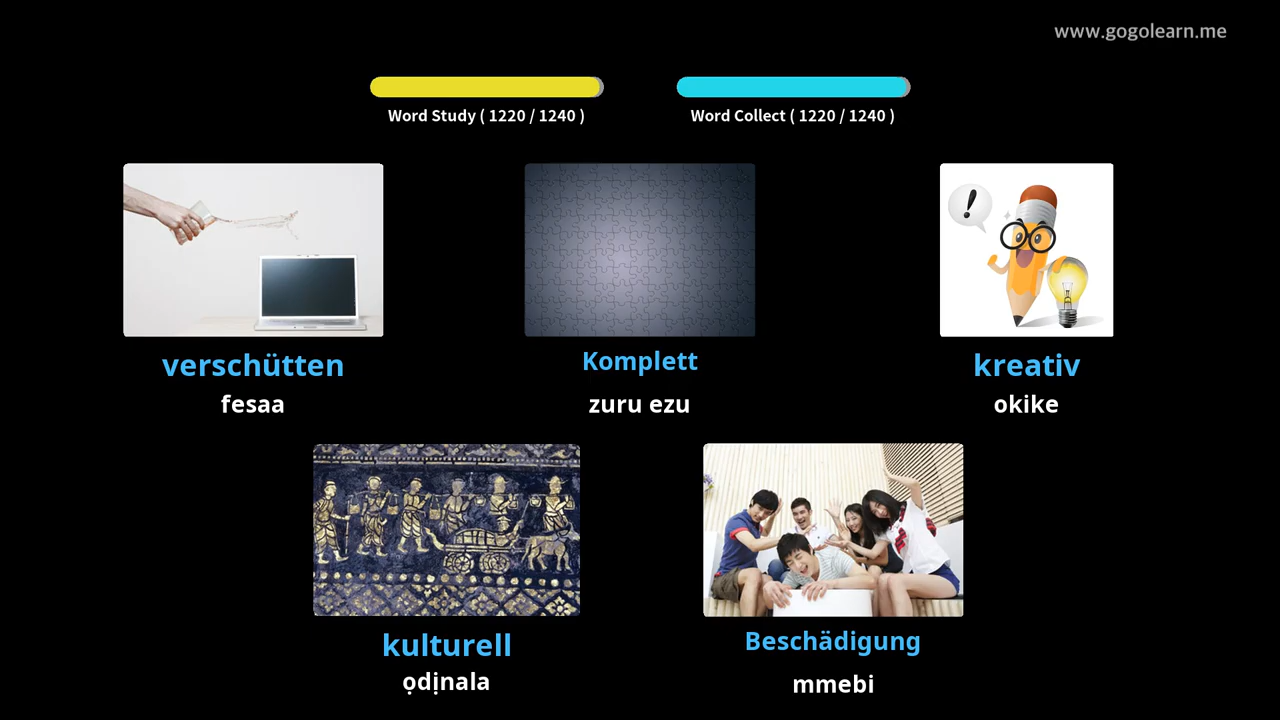 www.gogolearn.me
Word Study ( 1220 / 1240 )
Word Collect ( 1220 / 1240 )
verschütten
fesaa
Komplett
zuru ezu
kreativ
okike
kulturell
ọdịnala
Beschädigung
mmebi